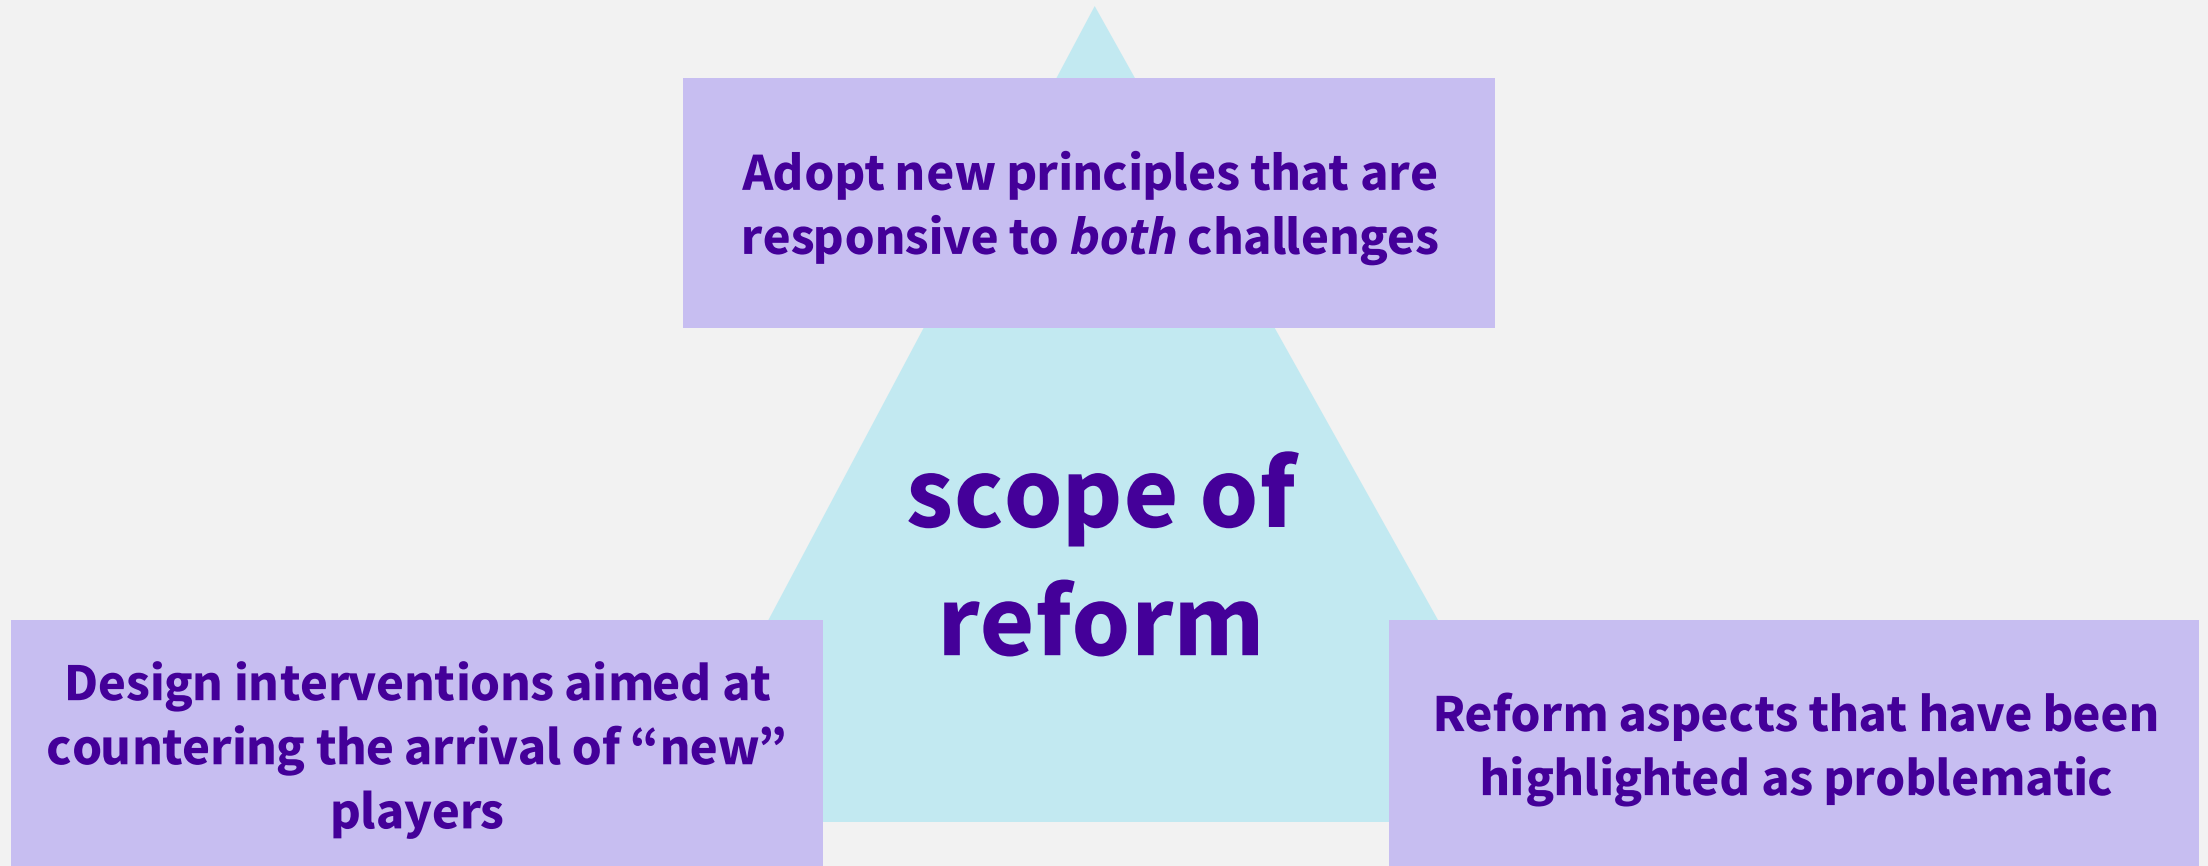 Adopt new principles that are
responsive to both challenges
scope of
reform
Design interventions aimed at
countering the arrival of “new”
players
Reform aspects that have been
highlighted as problematic